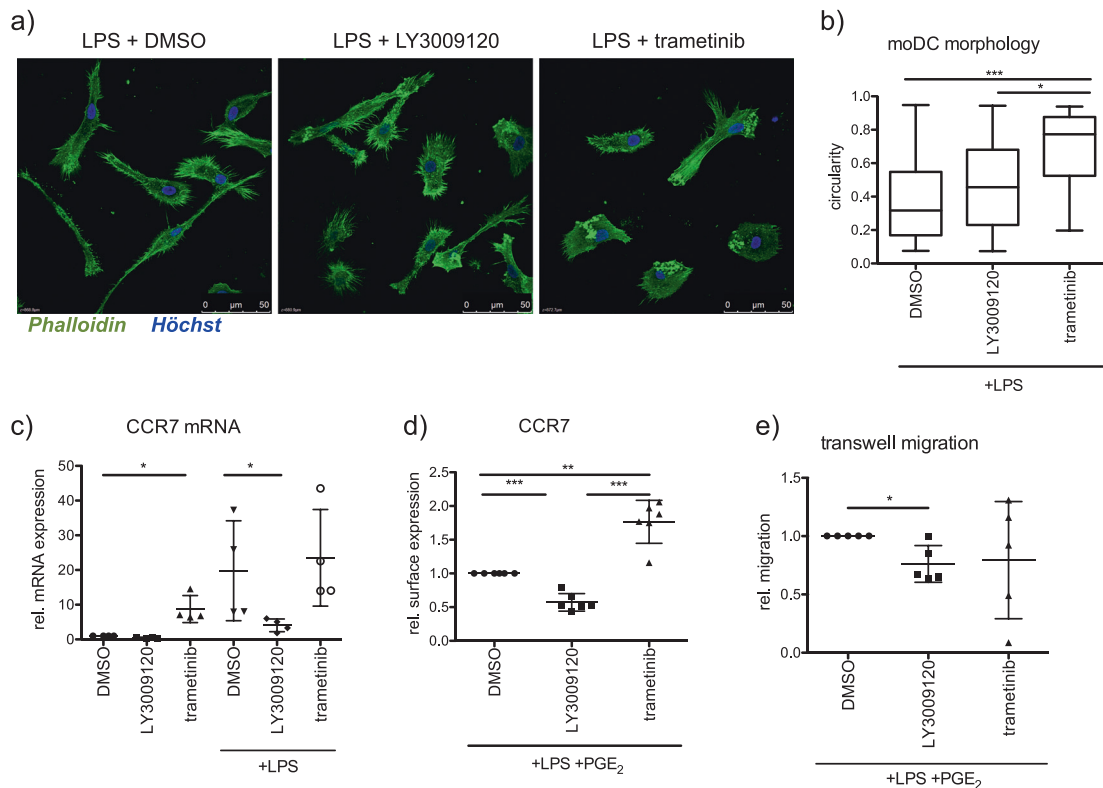 a)
LPS + DMSO
LPS + LY3009120
LPS + trametinib
0 µm 50
0 µm 50
0 µm 50
Phalloidin Höchst
b)
moDC morphology
***
*
circularity
1.0
0.8
0.6
0.4
0.2
0.0
DMSO
LY3009120
trametinib
+LPS
c)
CCR7 mRNA
*
*
rel. mRNA expression
50
40
30
20
10
0
DMSO
LY3009120
trametinib
DMSO
LY3009120
trametinib
+LPS
d)
CCR7
**
***
***
rel. surface expression
2.5
2.0
1.5
1.0
0.5
0.0
DMSO
LY3009120
trametinib
+LPS +PGE₂
e)
transwell migration
*
rel. migration
1.5
1.0
0.5
0.0
DMSO
LY3009120
trametinib
+LPS +PGE₂